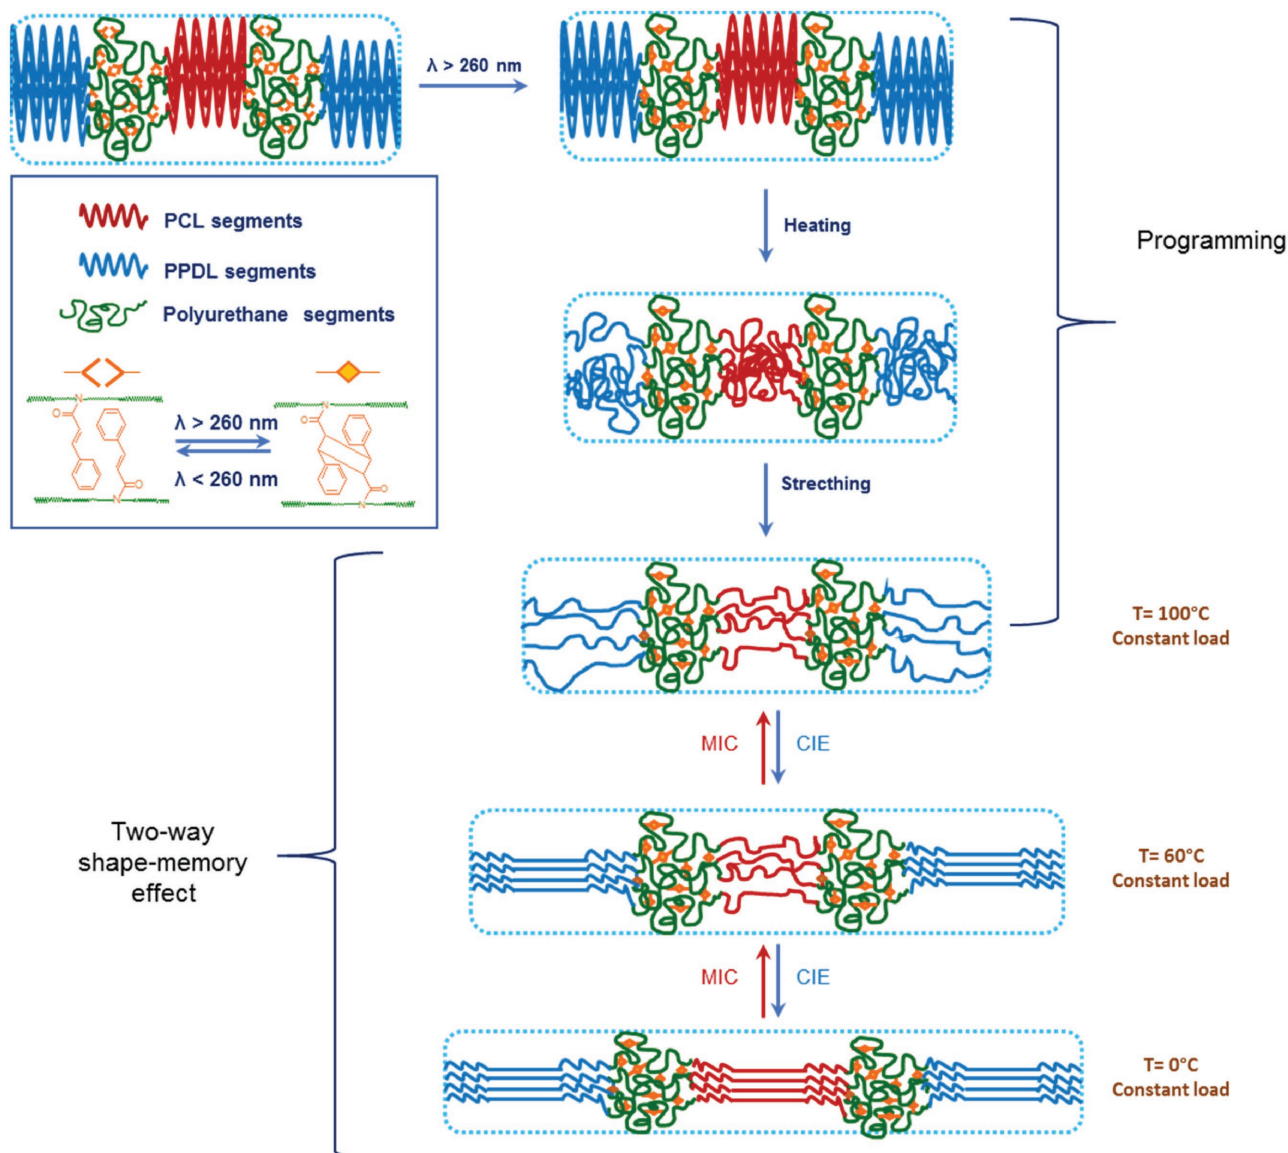 λ > 260 nm
PCL segments
PPDL segments
Polyurethane segments
N
O
λ > 260 nm
λ < 260 nm
O
N
N
O
O
N
Heating
Strecthing
Programming
T= 100°C
Constant load
MIC
CIE
Two-way
shape-memory
effect
T= 60°C
Constant load
MIC
CIE
T= 0°C
Constant load